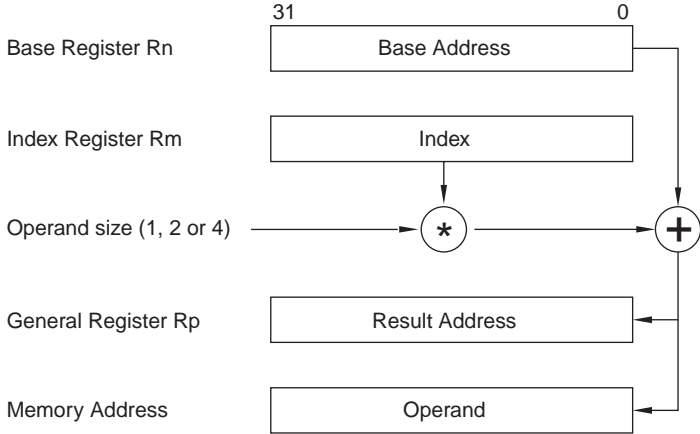 31 0
Base Register Rn Base Address
Index Register Rm Index
Operand size (1, 2 or 4) * +
General Register Rp Result Address
Memory Address Operand